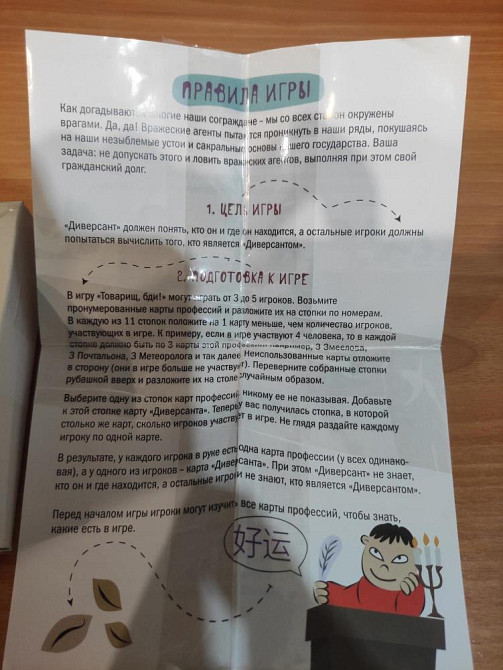 ПРАВИЛА ИГРЫ
Как догадываются многие наши сограждане - мы со всех сторон окружены
врагами. Да, да! Вражеские агенты пытаются проникнуть в наши ряды, покушаясь
на наши незыблемые устои и сакральные основы нашего государства. Ваша
задача: не допускать этого и ловить вражеских агентов, выполняя при этом свой
гражданский долг.
1. ЦЕЛЬ ИГРЫ
«Диверсант» должен понять, кто он и где он находится, а остальные игроки должны
попытаться вычислить того, кто является «Диверсантом».
2. ПОДГОТОВКА К ИГРЕ
В игру «Товарищ, бди!» могут играть от 3 до 5 игроков. Возьмите
пронумерованные карты профессий и разложите их на стопки по номерам.
В каждую из 11 стопок положите на 1 карту меньше, чем количество игроков,
участвующих в игре. К примеру, если в игре участвуют 4 человека, то в каждой
стопке должно быть по 3 карты этой профессии: например, 3 Змеелова,
3 Почтальона, 3 Метеоролога и так далее. Неиспользованные карты отложите
в сторону (они в игре больше не участвуют). Переверните собранные стопки
рубашкой вверх и разложите их на столе случайным образом.
Выберите одну из стопок карт профессий, никому ее не показывая. Добавьте
к этой стопке карту «Диверсанта». Теперь у вас получилась стопка, в которой
столько же карт, сколько игроков участвует в игре. Не глядя раздайте каждому
игроку по одной карте.
В результате, у каждого игрока в руке есть одна карта профессии (у всех одинако-
вая), а у одного из игроков – карта «Диверсанта». При этом «Диверсант» не знает,
кто он и где находится, а остальные игроки не знают, кто является «Диверсантом».
Перед началом игры игроки могут изучить все карты профессий, чтобы знать,
какие есть в игре.
好运